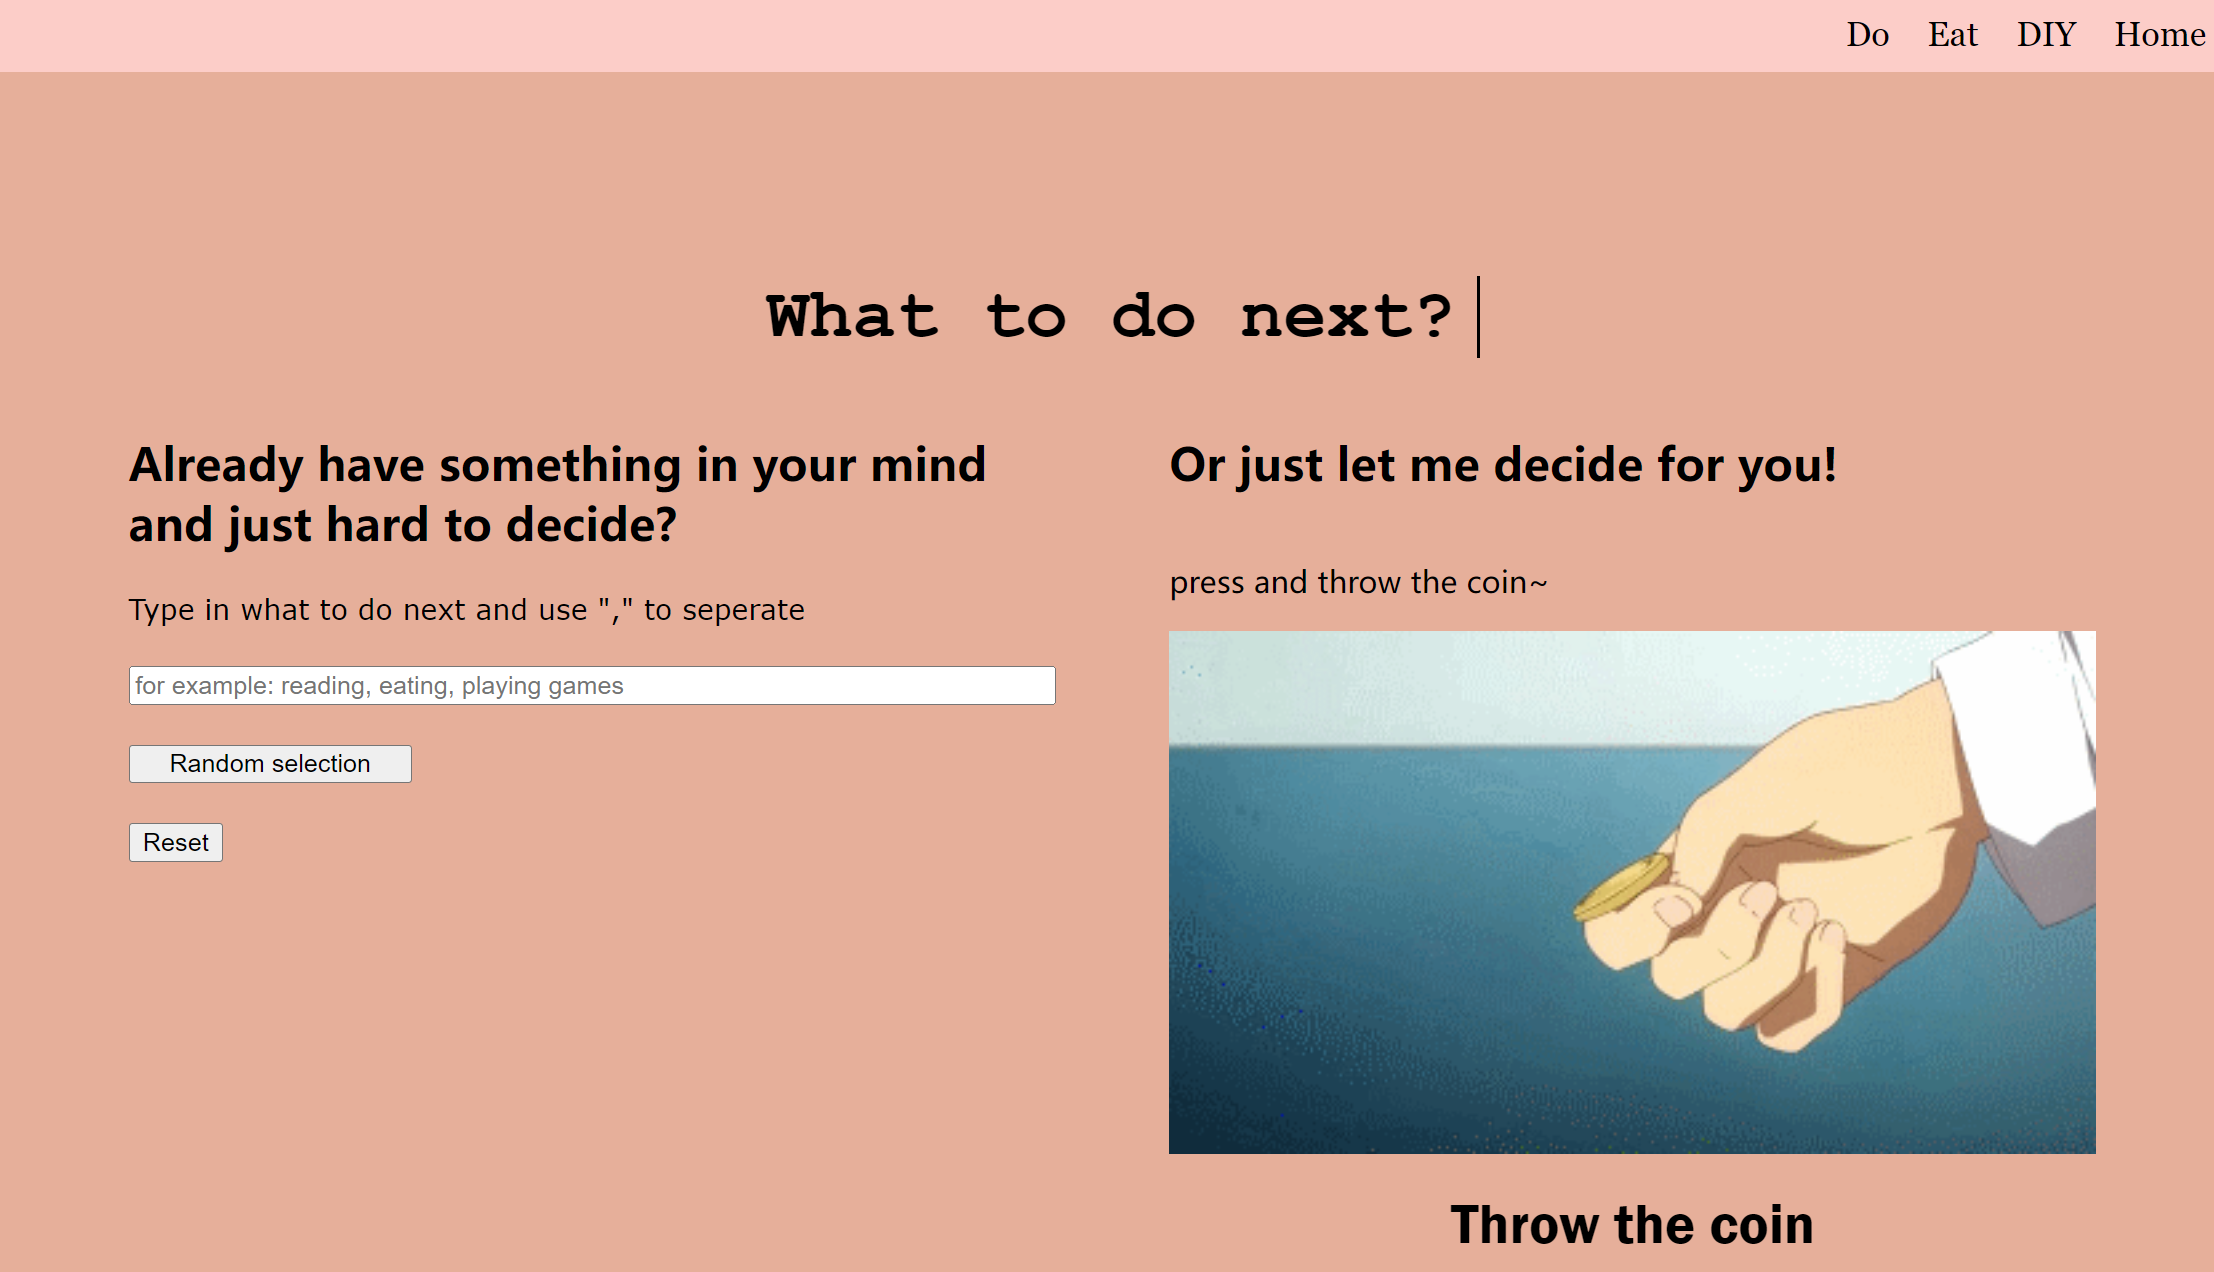 Do Eat DIY Home
What to do next?
Already have something in your mind
and just hard to decide?
Type in what to do next and use "," to seperate
for example: reading, eating, playing games
Random selection
Reset
Or just let me decide for you!
press and throw the coin~
Throw the coin